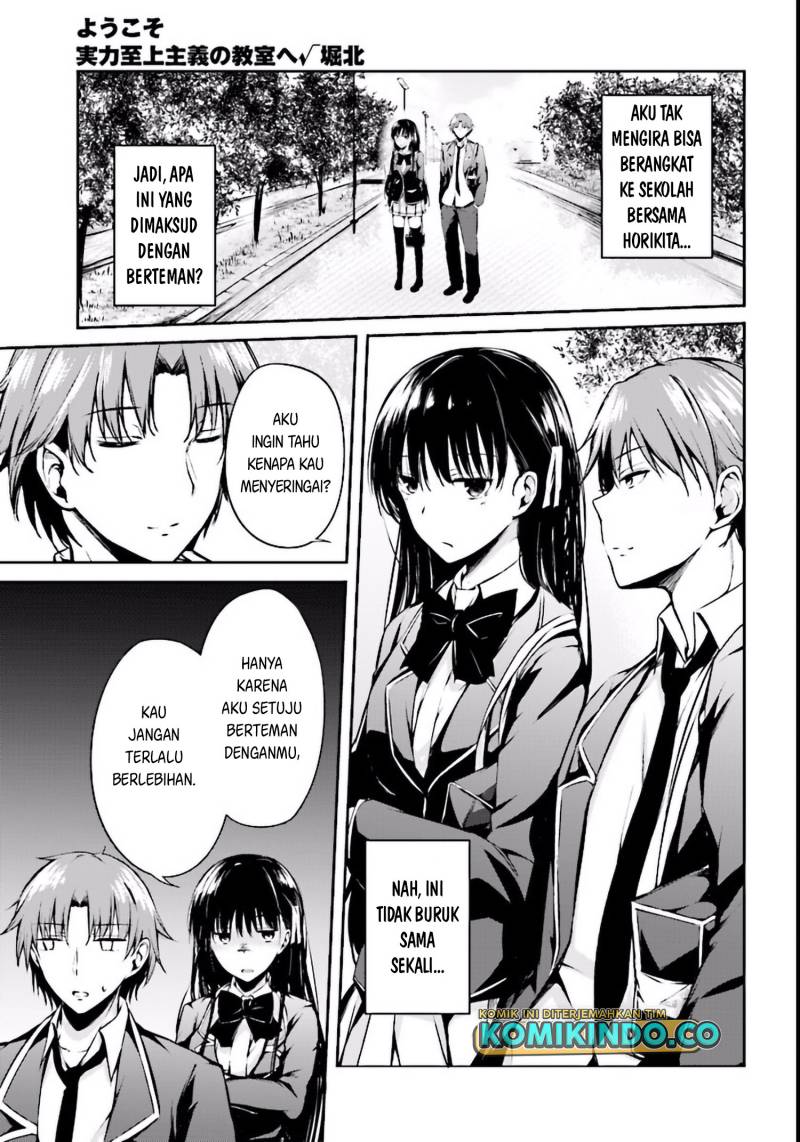 ようこそ
実力至上主義の教室へ√堀北
AKU TAK
MENGIRA BISA
BERANGKAT
KE SEKOLAH
BERSAMA
HORIKITA...
JADI, APA
INI YANG
DIMAKSUD
DENGAN
BERTEMAN?
NAH, INI
TIDAK BURUK
SAMA
SEKALI...
AKU
INGIN TAHU
KENAPA KAU
MENYERINGAI?
HANYA
KARENA
AKU SETUJU
BERTEMAN
DENGANMU,
KAU
JANGAN
TERLALU
BERLEBIHAN.
KOMIK INI DITERJEMAHKAN TIM
KOMIKINDO.CO